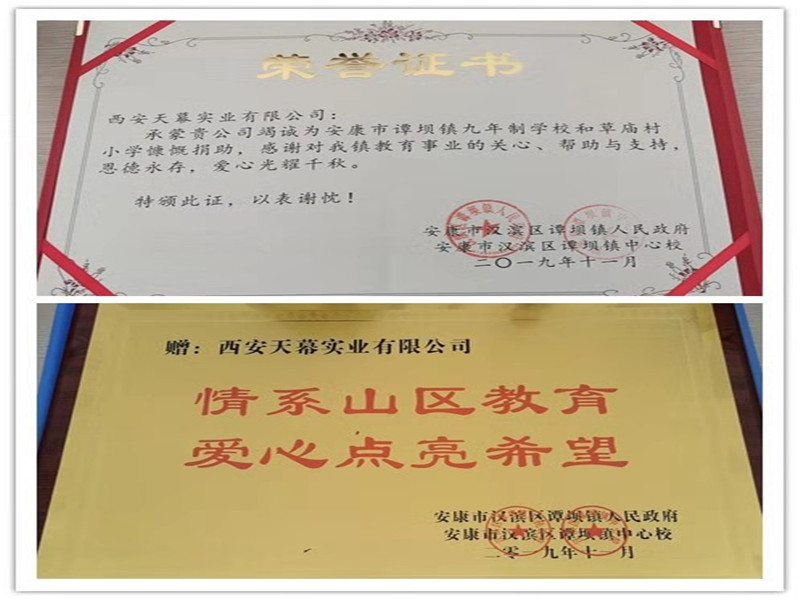 荣誉证书
西安天幕实业有限公司：
承蒙贵公司竭诚为安康市谭坝镇九年制学校和草庙村
小学慷慨捐助，感谢对我镇教育事业的关心、帮助与支持，
恩德永存，爱心光耀千秋。
特颁此证，以表谢忱！
安康市汉滨区谭坝镇人民政府
安康市汉滨区谭坝镇中心校
二〇一九年十一月
赠：西安天幕实业有限公司
情系山区教育
爱心点亮希望
安康市汉滨区谭坝镇人民政府
安康市汉滨区谭坝镇中心校
二零一九年十一月